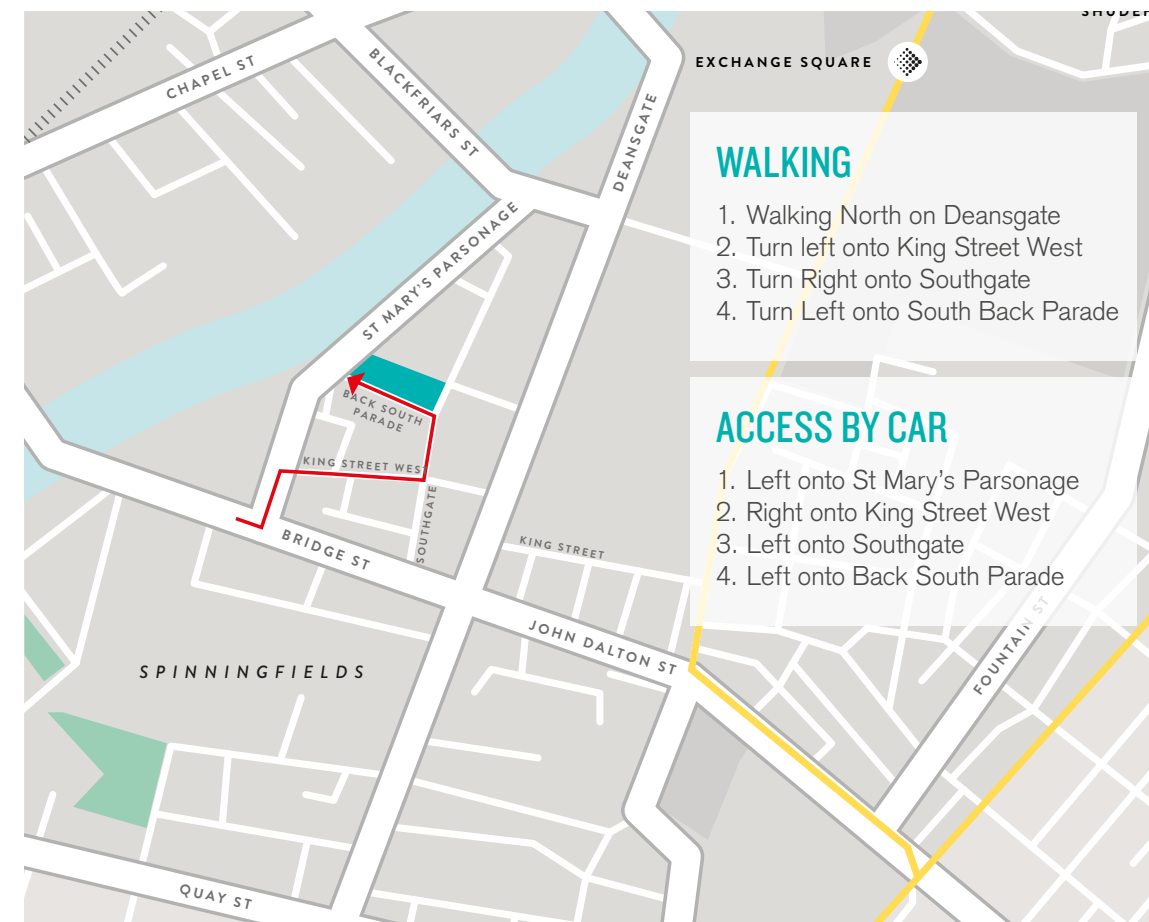 SHUDEH
EXCHANGE SQUARE
CHAPEL ST
BLACKFRIARS ST
DEANSGATE
ST MARY'S PARSONAGE
WALKING
1. Walking North on Deansgate
2. Turn left onto King Street West
3. Turn Right onto Southgate
4. Turn Left onto South Back Parade
BACK SOUTH
PARADE
KING STREET WEST
SOUTHGATE
ACCESS BY CAR
1. Left onto St Mary's Parsonage
2. Right onto King Street West
3. Left onto Southgate
4. Left onto Back South Parade
BRIDGE ST
KING STREET
JOHN DALTON ST
FOUNTAIN ST
SPINNINGFIELDS
QUAY ST